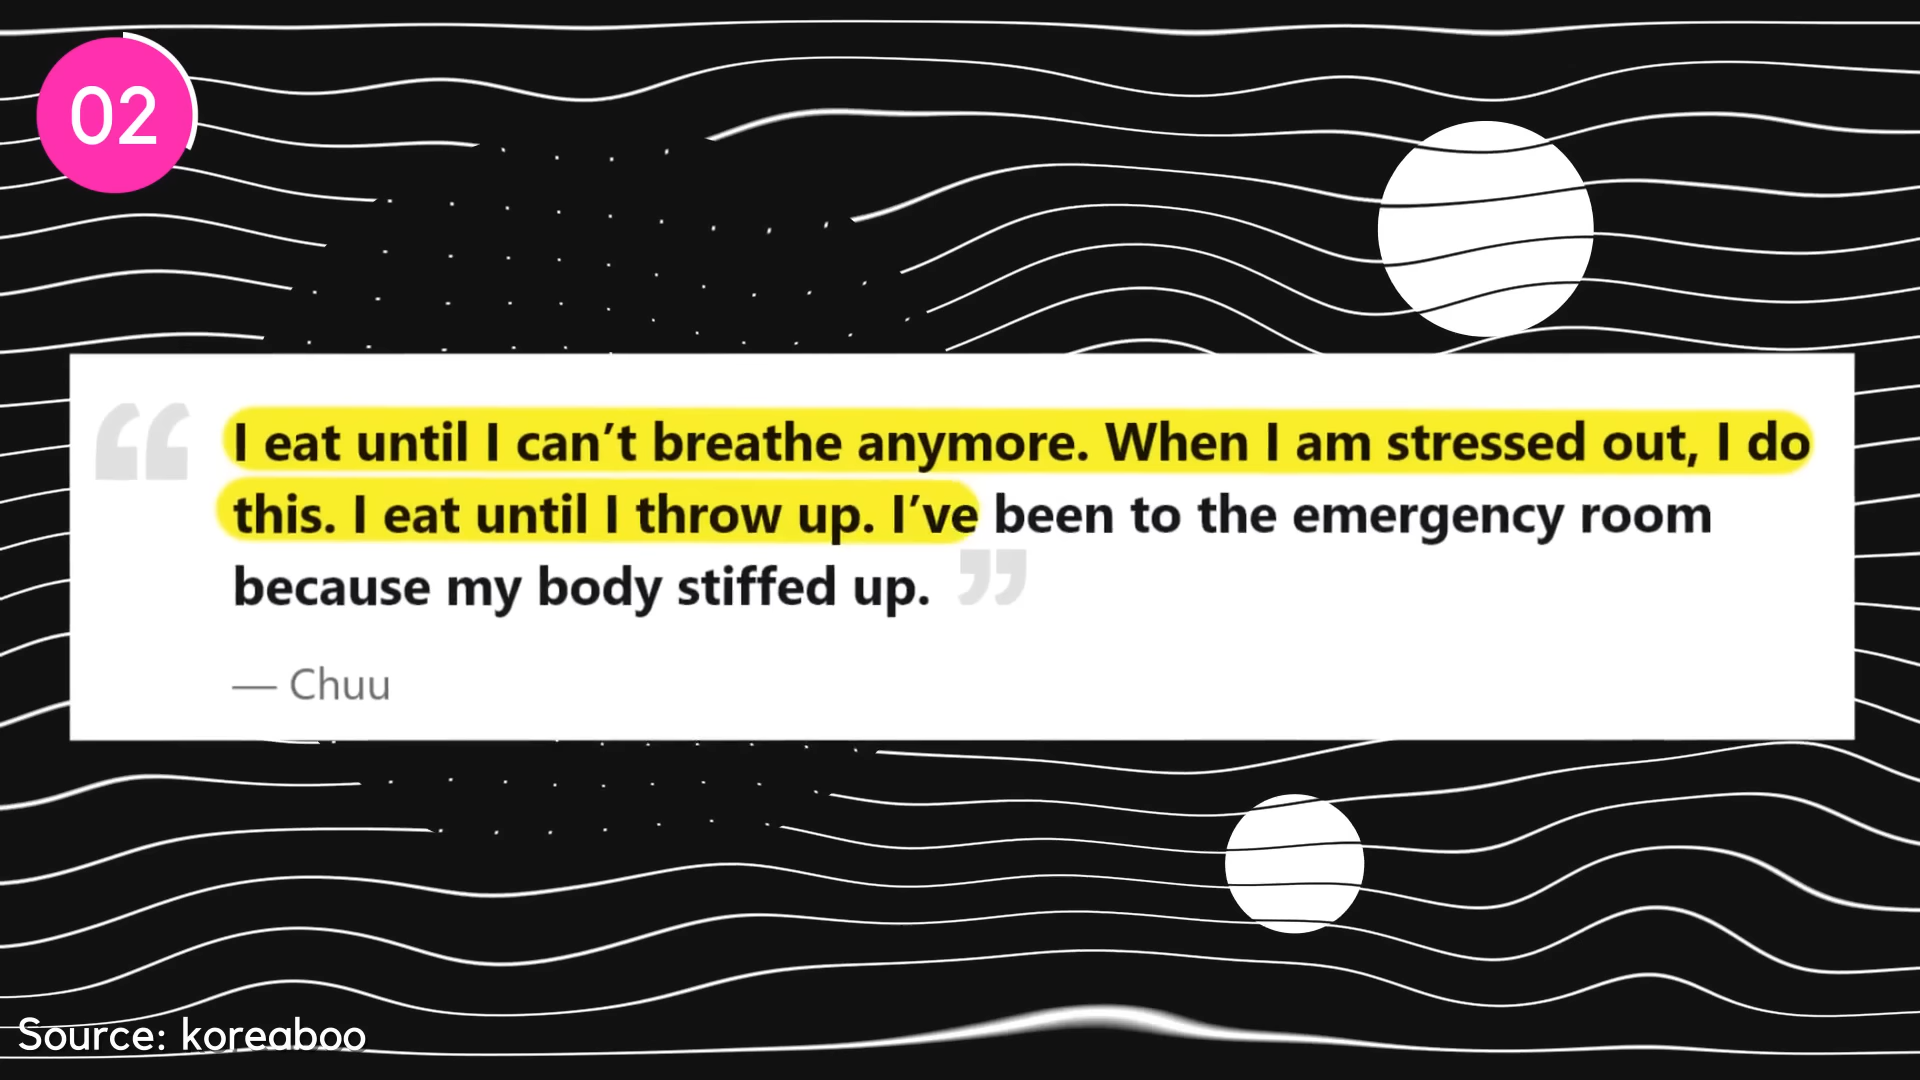 02
“I eat until I can’t breathe anymore. When I am stressed out, I do
this. I eat until I throw up. I’ve been to the emergency room
because my body stiffed up.”
— Chuu
Source: koreaboo